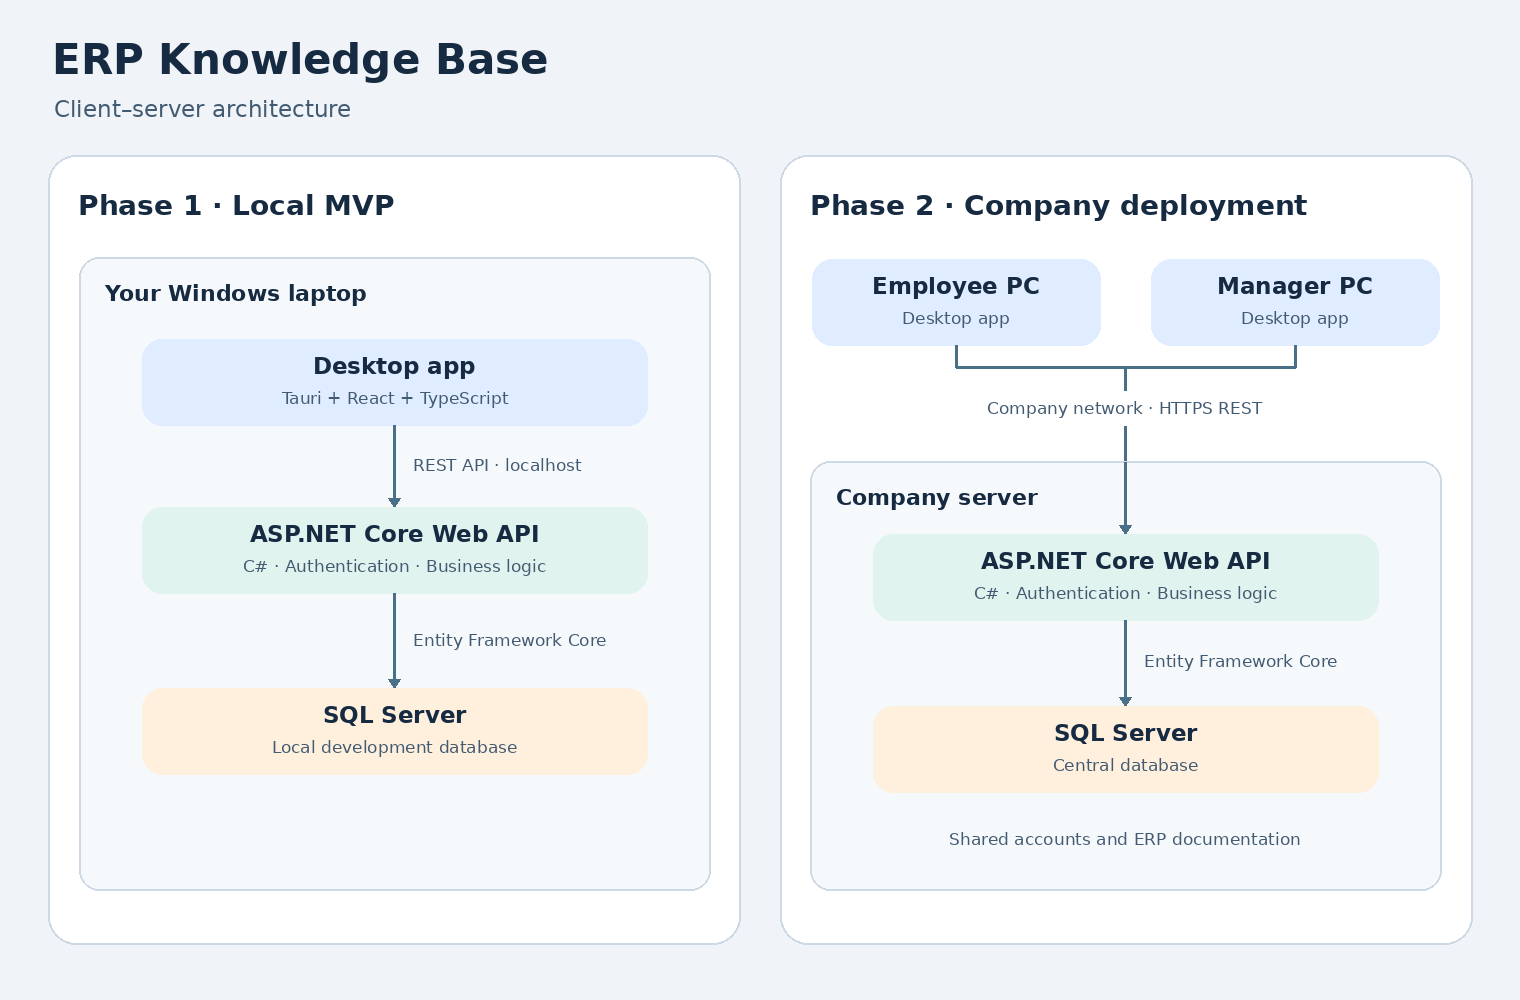 ERP Knowledge Base
Client–server architecture
Phase 1 · Local MVP
Your Windows laptop
Desktop app
Tauri + React + TypeScript
REST API · localhost
ASP.NET Core Web API
C# · Authentication · Business logic
Entity Framework Core
SQL Server
Local development database
Phase 2 · Company deployment
Employee PC
Desktop app
Manager PC
Desktop app
Company network · HTTPS REST
Company server
ASP.NET Core Web API
C# · Authentication · Business logic
Entity Framework Core
SQL Server
Central database
Shared accounts and ERP documentation